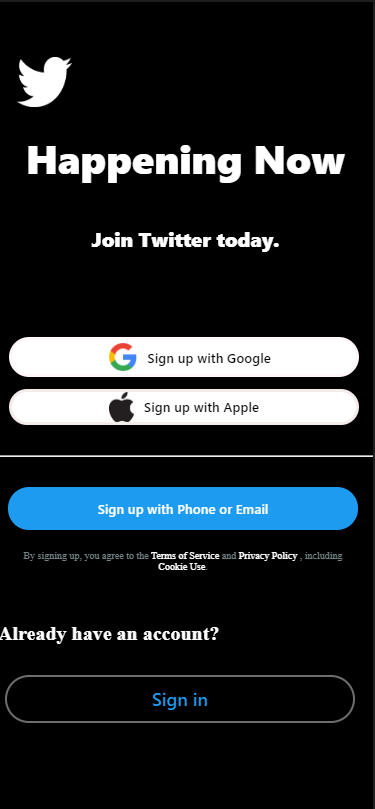 Happening Now
Join Twitter today.
Sign up with Google
Sign up with Apple
Sign up with Phone or Email
By signing up, you agree to the Terms of Service and Privacy Policy , including
Cookie Use.
Already have an account?
Sign in